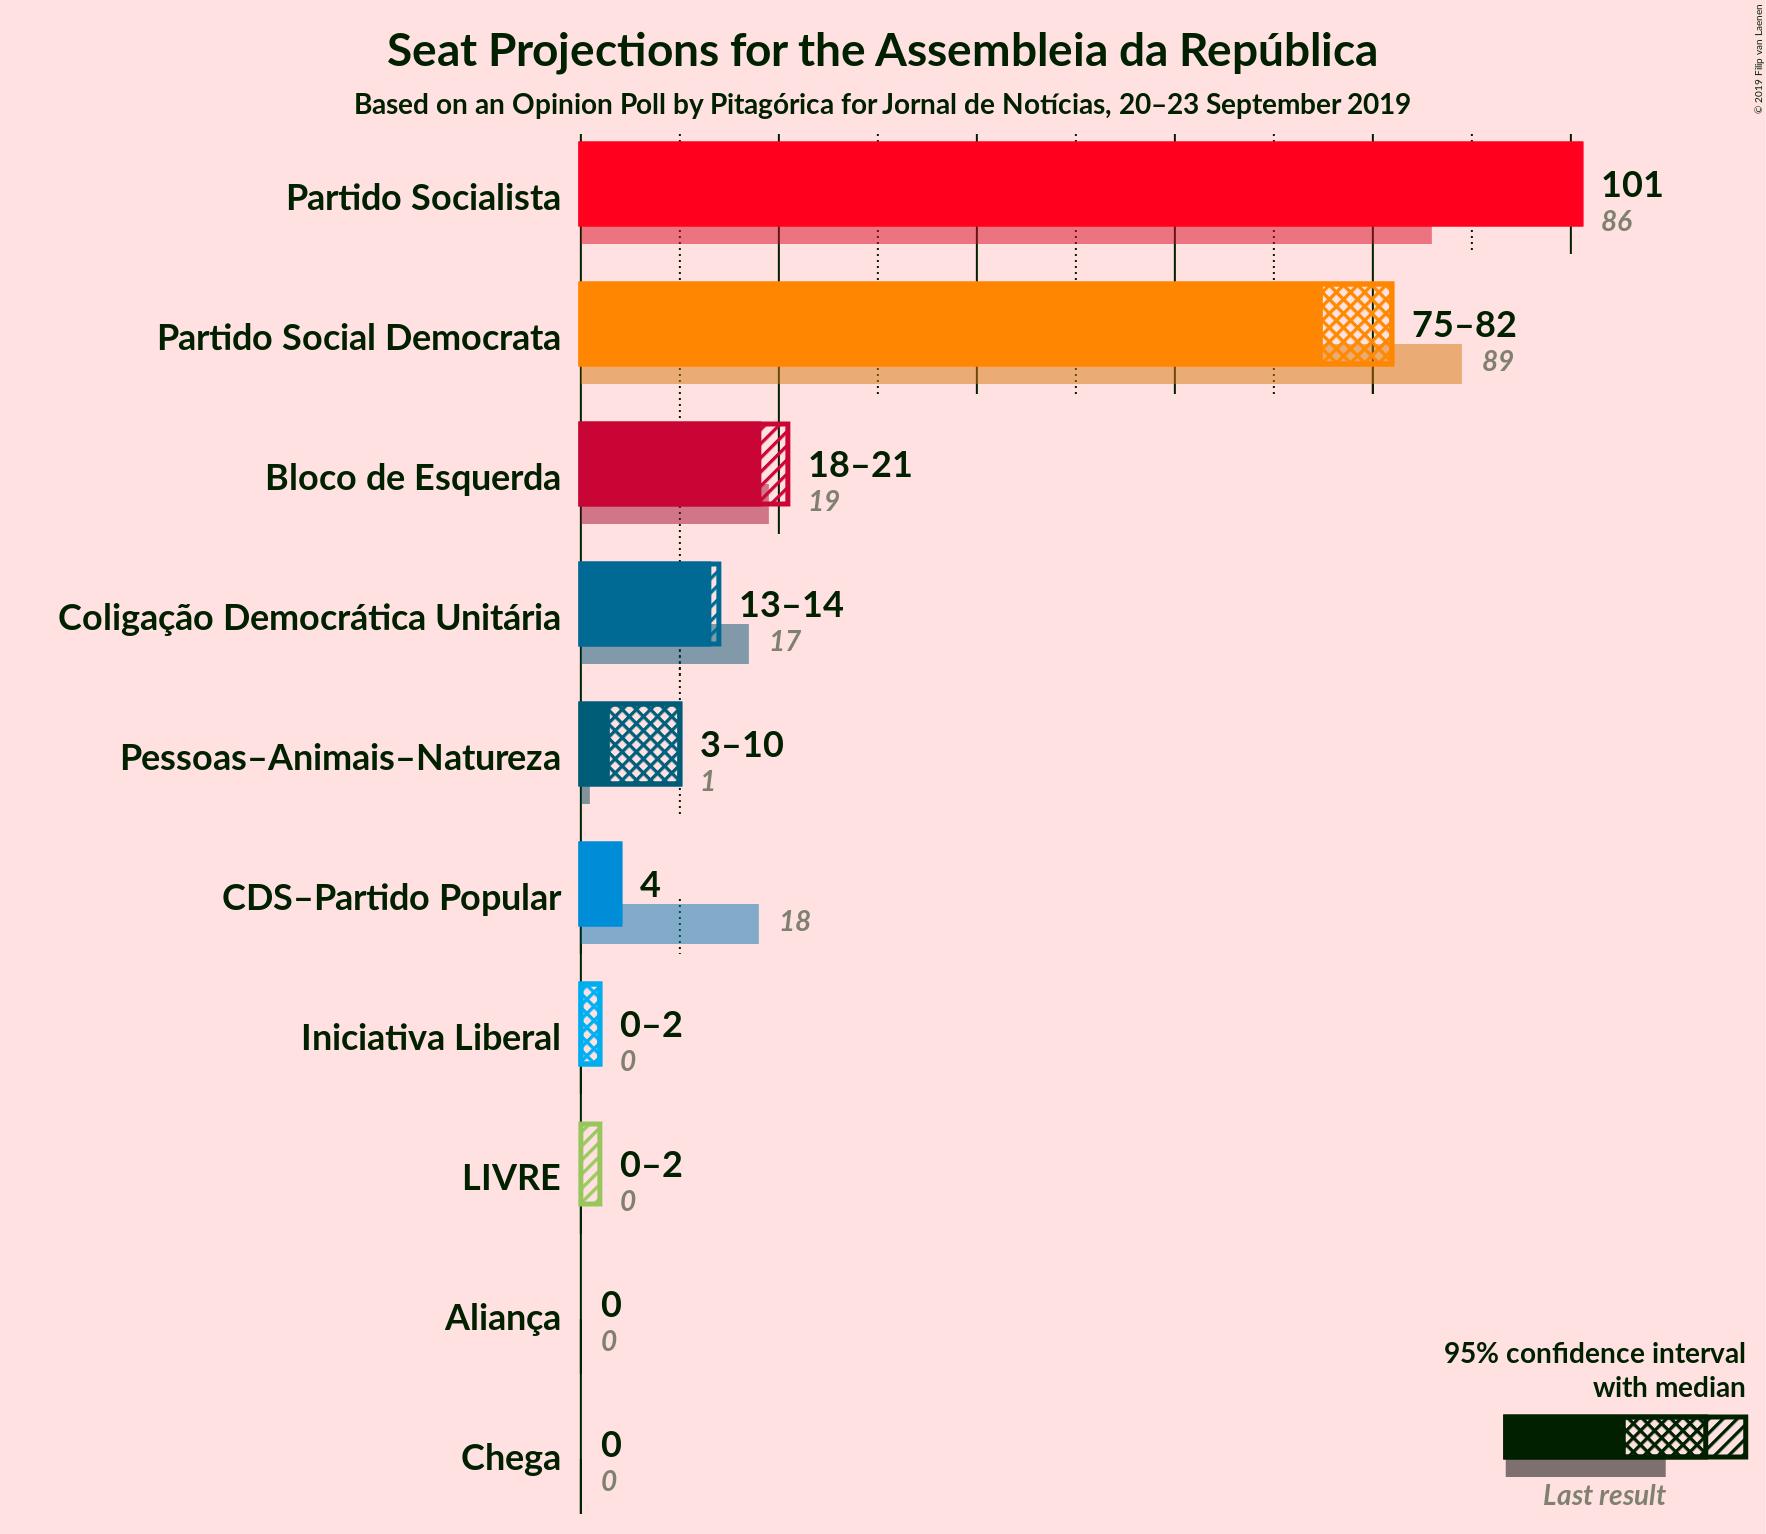 Seat Projections for the Assembleia da República
Based on an Opinion Poll by Pitagórica for Jornal de Notícias, 20–23 September 2019
© 2019 Filip van Laenen
Partido Socialista
101
86
Partido Social Democrata
75–82
89
Bloco de Esquerda
18–21
19
Coligação Democrática Unitária
13–14
17
Pessoas–Animais–Natureza
3–10
1
CDS–Partido Popular
4
18
Iniciativa Liberal
0–2
0
LIVRE
0–2
0
Aliança
0
0
Chega
0
0
95% confidence interval
with median
Last result